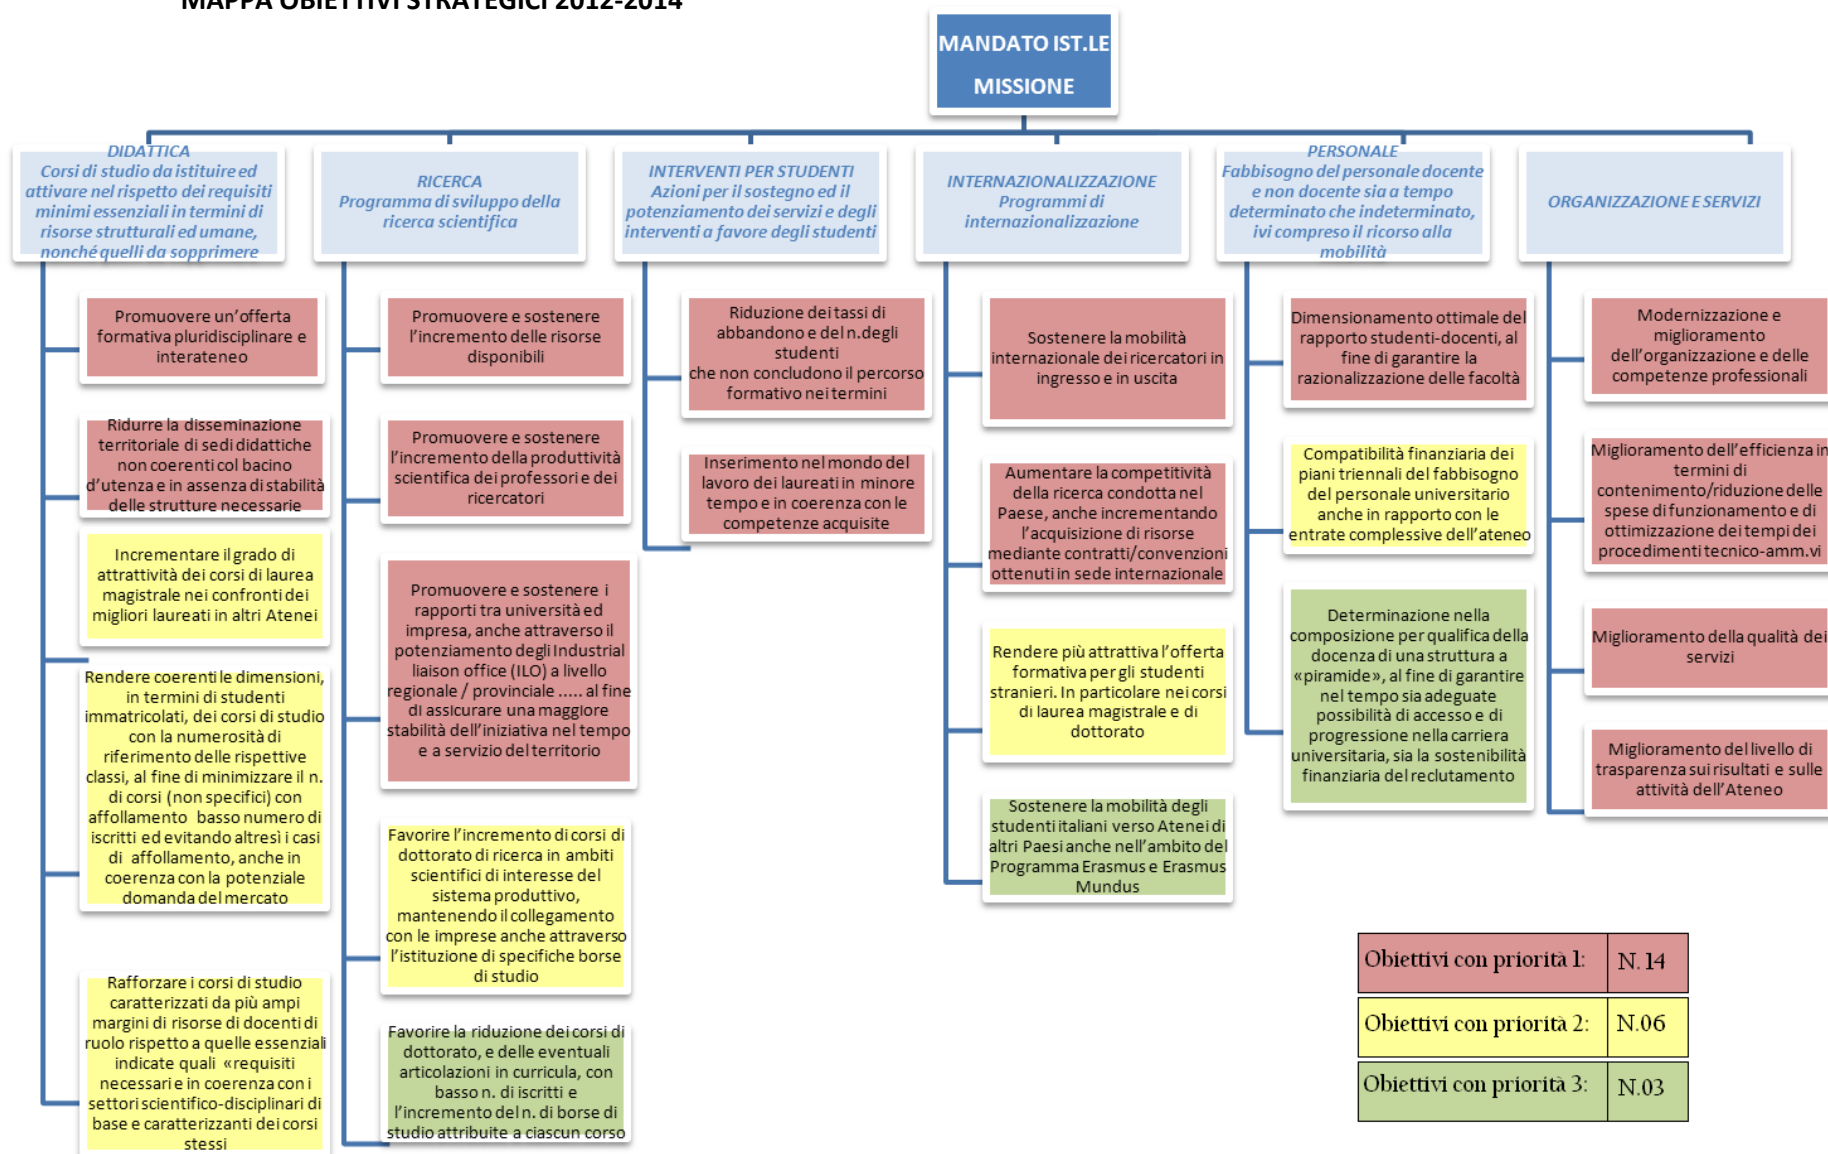 MAPPA OBIETTIVI STRATEGICI 2012-2014
MANDATO IST.LE
MISSIONE
DIDATTICA
Corsi di studio da istituire ed
attivare nel rispetto dei requisiti
minimi essenziali in termini di
risorse strutturali ed umane,
nonché quelli da sopprimere
Promuovere un'offerta
formativa pluridisciplinare e
interateneo
Ridurre la disseminazione
territoriale di sedi didattiche
non coerenti col bacino
d'utenza e in assenza di stabilità
delle strutture necessarie
Incrementare il grado di
attrattività dei corsi di laurea
magistrale nei confronti dei
migliori laureati in altri Atenei
Rendere coerenti le dimensioni,
in termini di studenti
immatricolati, dei corsi di studio
con la numerosità di
riferimento delle rispettive
classi, al fine di minimizzare il n.
di corsi (non specifici) con
affollamento basso numero di
iscritti ed evitando altresì i casi
di affollamento, anche in
coerenza con la potenziale
domanda del mercato
Rafforzare i corsi di studio
caratterizzati da più ampi
margini di risorse di docenti di
ruolo rispetto a quelle essenziali
indicate quali «requisiti
necessari e in coerenza con i
settori scientifico-disciplinari di
base e caratterizzanti dei corsi
stessi
RICERCA
Programma di sviluppo della
ricerca scientifica
Promuovere e sostenere
l'incremento delle risorse
disponibili
Promuovere e sostenere
l'incremento della produttività
scientifica dei professori e dei
ricercatori
Promuovere e sostenere i
rapporti tra università ed
impresa, anche attraverso il
potenziamento degli Industrial
liaison office (ILO) a livello
regionale / provinciale ..... al fine
di assicurare una maggiore
stabilità dell'iniziativa nel tempo
e a servizio del territorio
Favorire l'incremento di corsi di
dottorato di ricerca in ambiti
scientifici di interesse del
sistema produttivo,
mantenendo il collegamento
con le imprese anche attraverso
l'istituzione di specifiche borse
di studio
Favorire la riduzione dei corsi di
dottorato, e delle eventuali
articolazioni in curricula, con
basso n. di iscritti e
l'incremento del n. di borse di
studio attribuite a ciascun corso
INTERVENTI PER STUDENTI
Azioni per il sostegno ed il
potenziamento dei servizi e degli
interventi a favore degli studenti
Riduzione dei tassi di
abbandono e del n.degli
studenti
che non concludono il percorso
formativo nei termini
Inserimento nel mondo del
lavoro dei laureati in minore
tempo e in coerenza con le
competenze acquisite
INTERNAZIONALIZZAZIONE
Programmi di
internazionalizzazione
Sostenere la mobilità
internazionale dei ricercatori in
ingresso e in uscita
Aumentare la competitività
della ricerca condotta nel
Paese, anche incrementando
l'acquisizione di risorse
mediante contratti/convenzioni
ottenuti in sede internazionale
Rendere più attrattiva l'offerta
formativa per gli studenti
stranieri. In particolare nei corsi
di laurea magistrale e di
dottorato
Sostenere la mobilità degli
studenti italiani verso Atenei di
altri Paesi anche nell'ambito del
Programma Erasmus e Erasmus
Mundus
PERSONALE
Fabbisogno del personale docente
e non docente sia a tempo
determinato che indeterminato,
ivi compreso il ricorso alla
mobilità
Dimensionamento ottimale del
rapporto studenti-docenti, al
fine di garantire la
razionalizzazione delle facoltà
Compatibilità finanziaria dei
piani triennali del fabbisogno
del personale universitario
anche in rapporto con le
entrate complessive dell'ateneo
Determinazione nella
composizione per qualifica della
docenza di una struttura a
«piramide», al fine di garantire
nel tempo sia adeguate
possibilità di accesso e di
progressione nella carriera
universitaria, sia la sostenibilità
finanziaria del reclutamento
ORGANIZZAZIONE E SERVIZI
Modernizzazione e
miglioramento
dell'organizzazione e delle
competenze professionali
Miglioramento dell'efficienza in
termini di
contenimento/riduzione delle
spese di funzionamento e di
ottimizzazione dei tempi dei
procedimenti tecnico-amm.vi
Miglioramento della qualità dei
servizi
Miglioramento del livello di
trasparenza sui risultati e sulle
attività dell'Ateneo
Obiettivi con priorità 1: N. 14
Obiettivi con priorità 2: N.06
Obiettivi con priorità 3: N.03